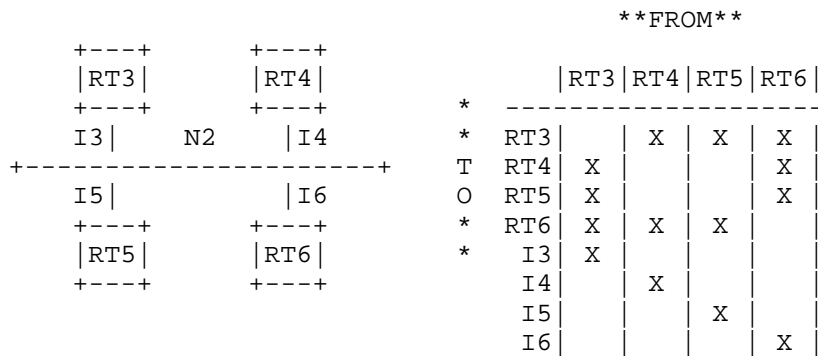 **FROM**
    +---+          +---+
    |RT3|          |RT4|               |RT3|RT4|RT5|RT6|
    +---+          +---+         *  --------------------
    I3|    N2     |I4            *  RT3|   | X | X | X |
+-----------------------+        T  RT4| X |   |   | X |
    I5|           |I6            O  RT5| X |   |   | X |
    +---+          +---+         *  RT6| X | X | X |   |
    |RT5|          |RT6|         *   I3| X |   |   |   |
    +---+          +---+             I4|   | X |   |   |
                                     I5|   |   | X |   |
                                     I6|   |   |   | X |